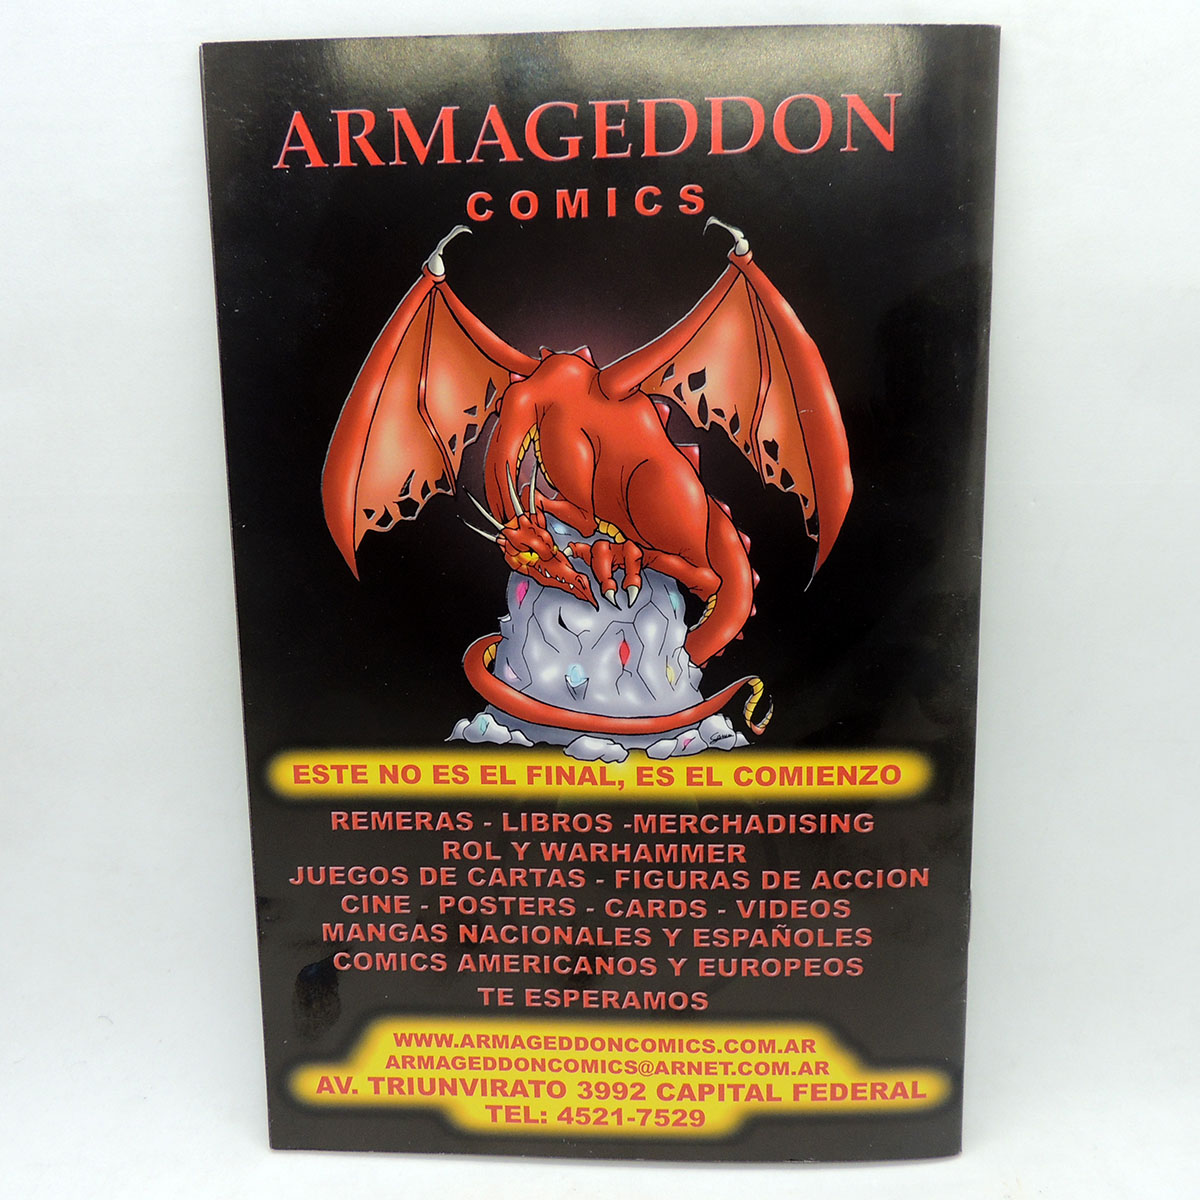 ARMAGEDDON
COMICS
ESTE NO ES EL FINAL, ES EL COMIENZO
REMERAS - LIBROS -MERCHADISING
ROL Y WARHAMMER
JUEGOS DE CARTAS - FIGURAS DE ACCION
CINE - POSTERS - CARDS - VIDEOS
MANGAS NACIONALES Y ESPAÑOLES
COMICS AMERICANOS Y EUROPEOS
TE ESPERAMOS
WWW.ARMAGEDDONCOMICS.COM.AR
ARMAGEDDONCOMICS@ARNET.COM.AR
AV. TRIUNVIRATO 3992 CAPITAL FEDERAL
TEL: 4521-7529